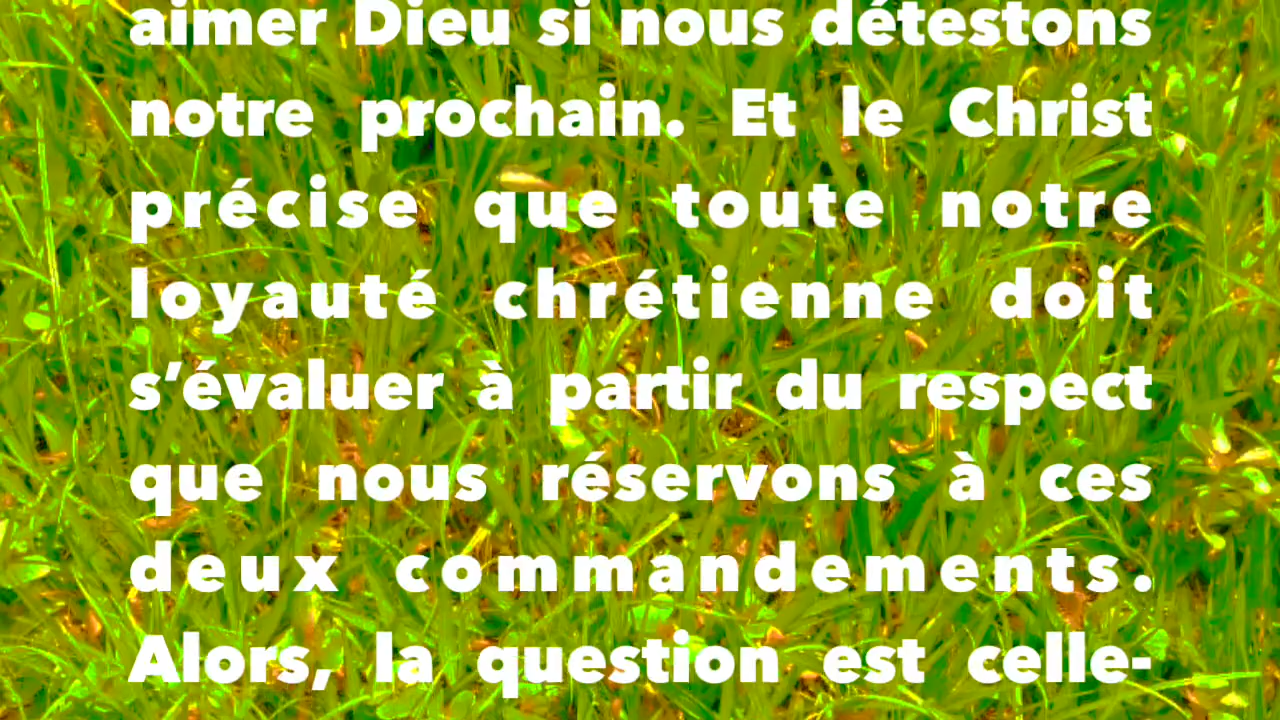 aimer Dieu si nous détestons
notre prochain. Et le Christ
précise que toute notre
loyauté chrétienne doit
s’évaluer à partir du respect
que nous réservons à ces
deux commandements.
Alors, la question est celle-